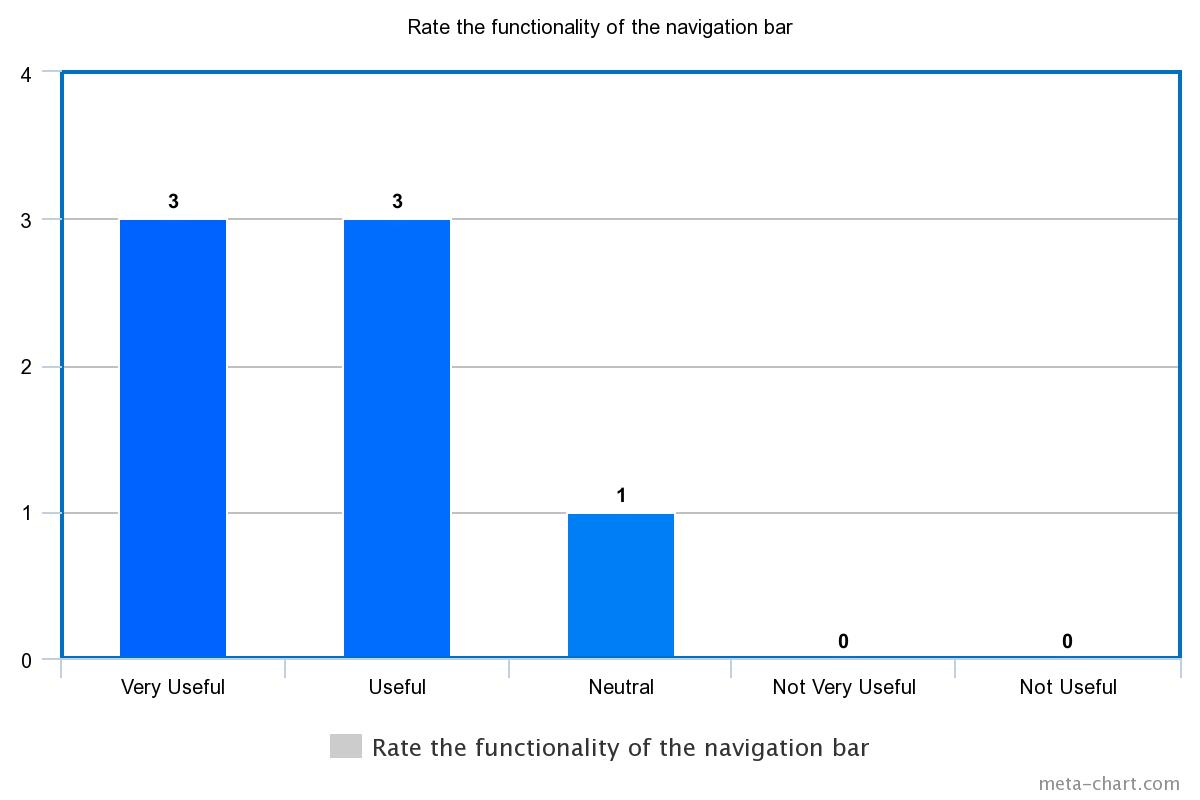 Rate the functionality of the navigation bar
4
3
2
1
0
3
3
1
0
0
Very Useful
Useful
Neutral
Not Very Useful
Not Useful
Rate the functionality of the navigation bar
meta-chart.com